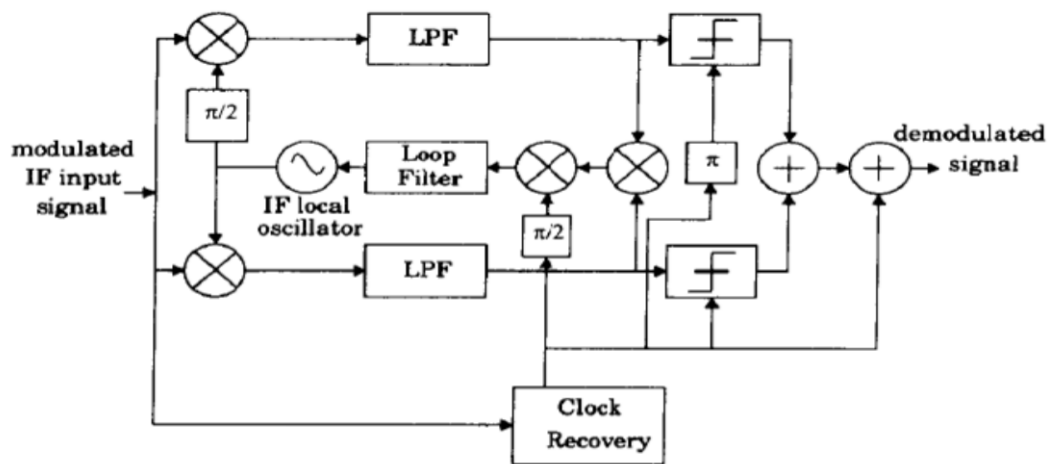 LPF
π/2
modulated
IF input
signal
Loop
Filter
IF local
oscillator
π/2
π
demodulated
signal
LPF
Clock
Recovery